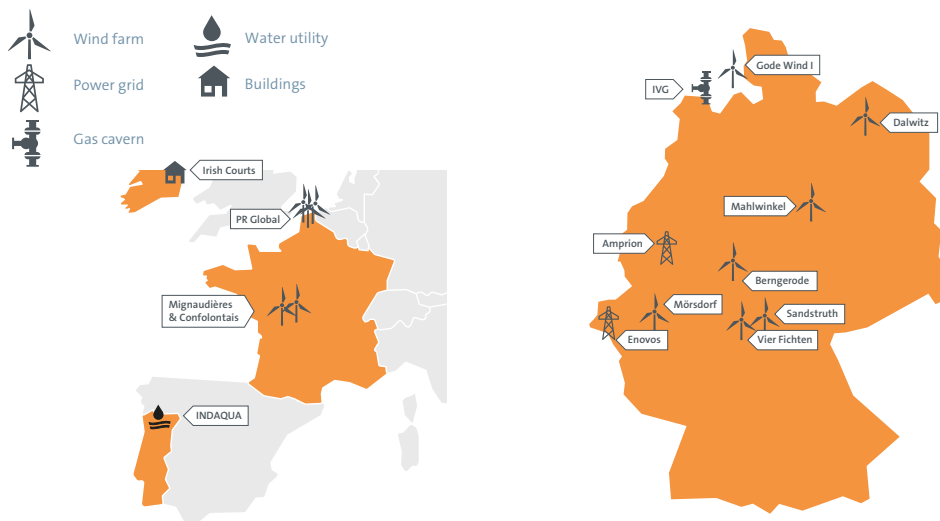 Wind farm
Water utility
Power grid
Buildings
Gas cavern
Irish Courts
PR Global
Mignaudières
& Confolontais
INDAQUA
Gode Wind I
IVG
Dalwitz
Mahlwinkel
Amprion
Berngerode
Mörsdorf
Sandstruth
Enovos
Vier Fichten